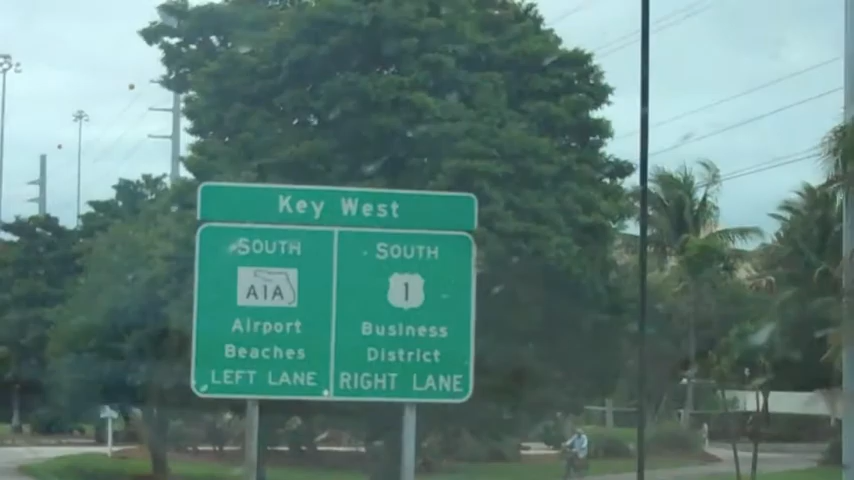 Key West
SOUTH
A1A
Airport
Beaches
LEFT LANE
SOUTH
1
Business
District
RIGHT LANE